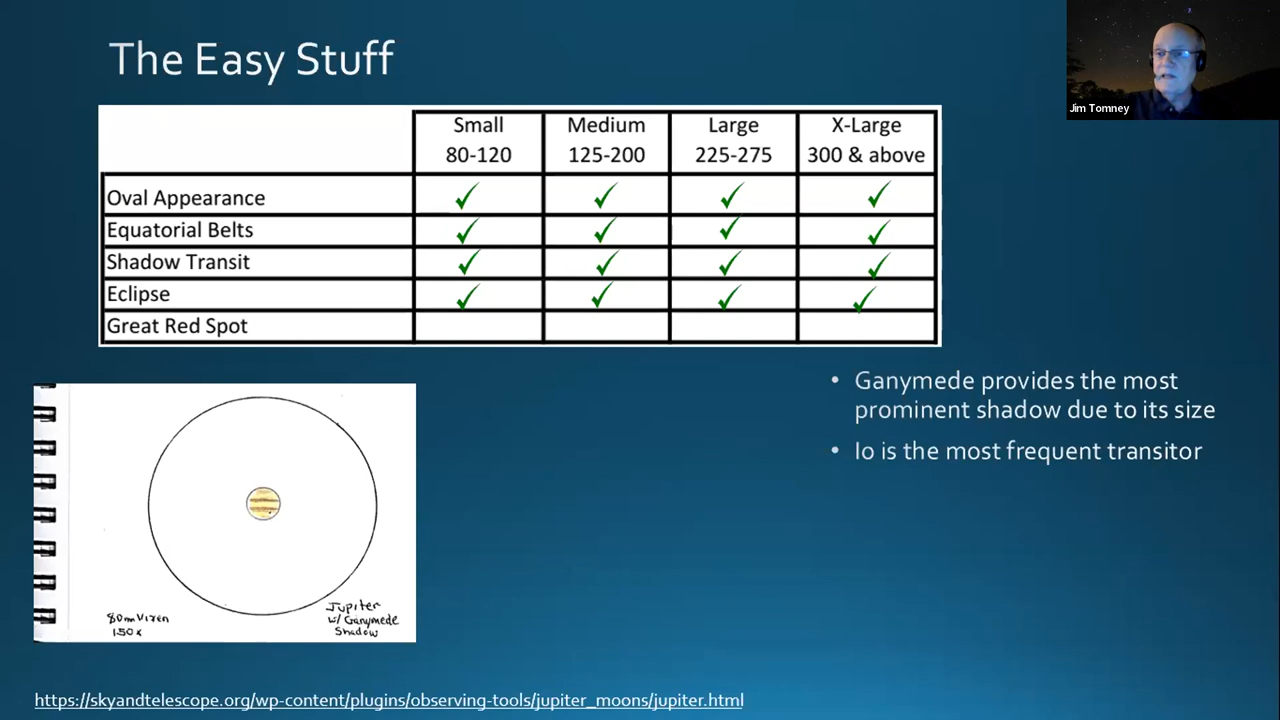 The Easy Stuff
Jim Tomney
Small Medium Large X-Large
80-120 125-200 225-275 300 & above
Oval Appearance ✓ ✓ ✓ ✓
Equatorial Belts ✓ ✓ ✓ ✓
Shadow Transit ✓ ✓ ✓ ✓
Eclipse ✓ ✓ ✓ ✓
Great Red Spot
• Ganymede provides the most
prominent shadow due to its size
• Io is the most frequent transitor
80m Vixen
150x
Jupiter
w/ Ganymede
Shadow
https://skyandtelescope.org/wp-content/plugins/observing-tools/jupiter_moons/jupiter.html